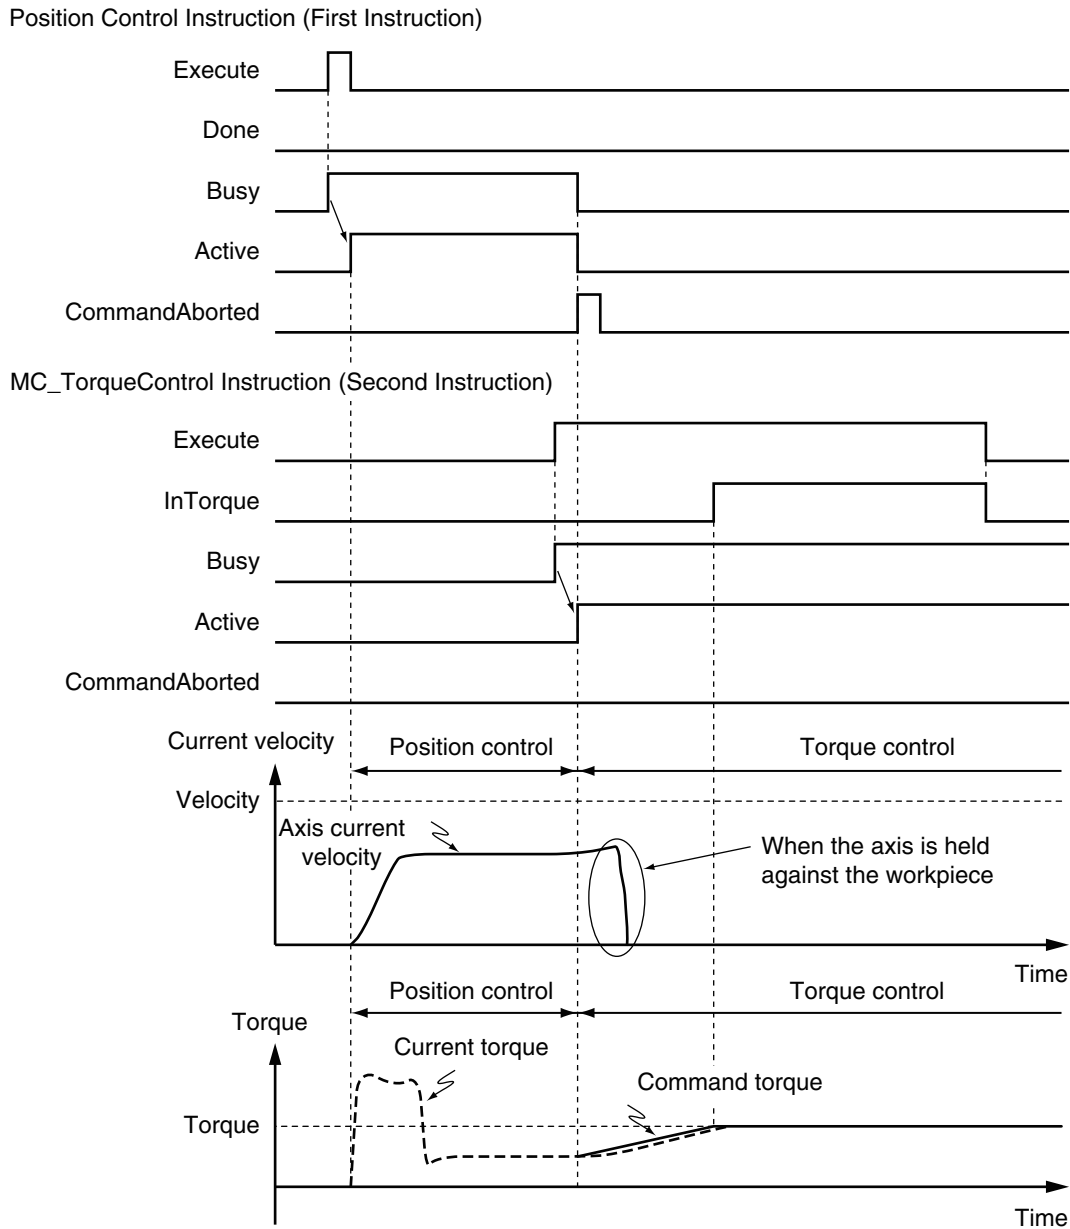 Position Control Instruction (First Instruction)
Execute
Done
Busy
Active
CommandAborted
MC_TorqueControl Instruction (Second Instruction)
Execute
InTorque
Busy
Active
CommandAborted
Current velocity
Position control
Torque control
Velocity
Axis current
velocity
When the axis is held
against the workpiece
Time
Position control
Torque control
Torque
Current torque
Command torque
Torque
Time